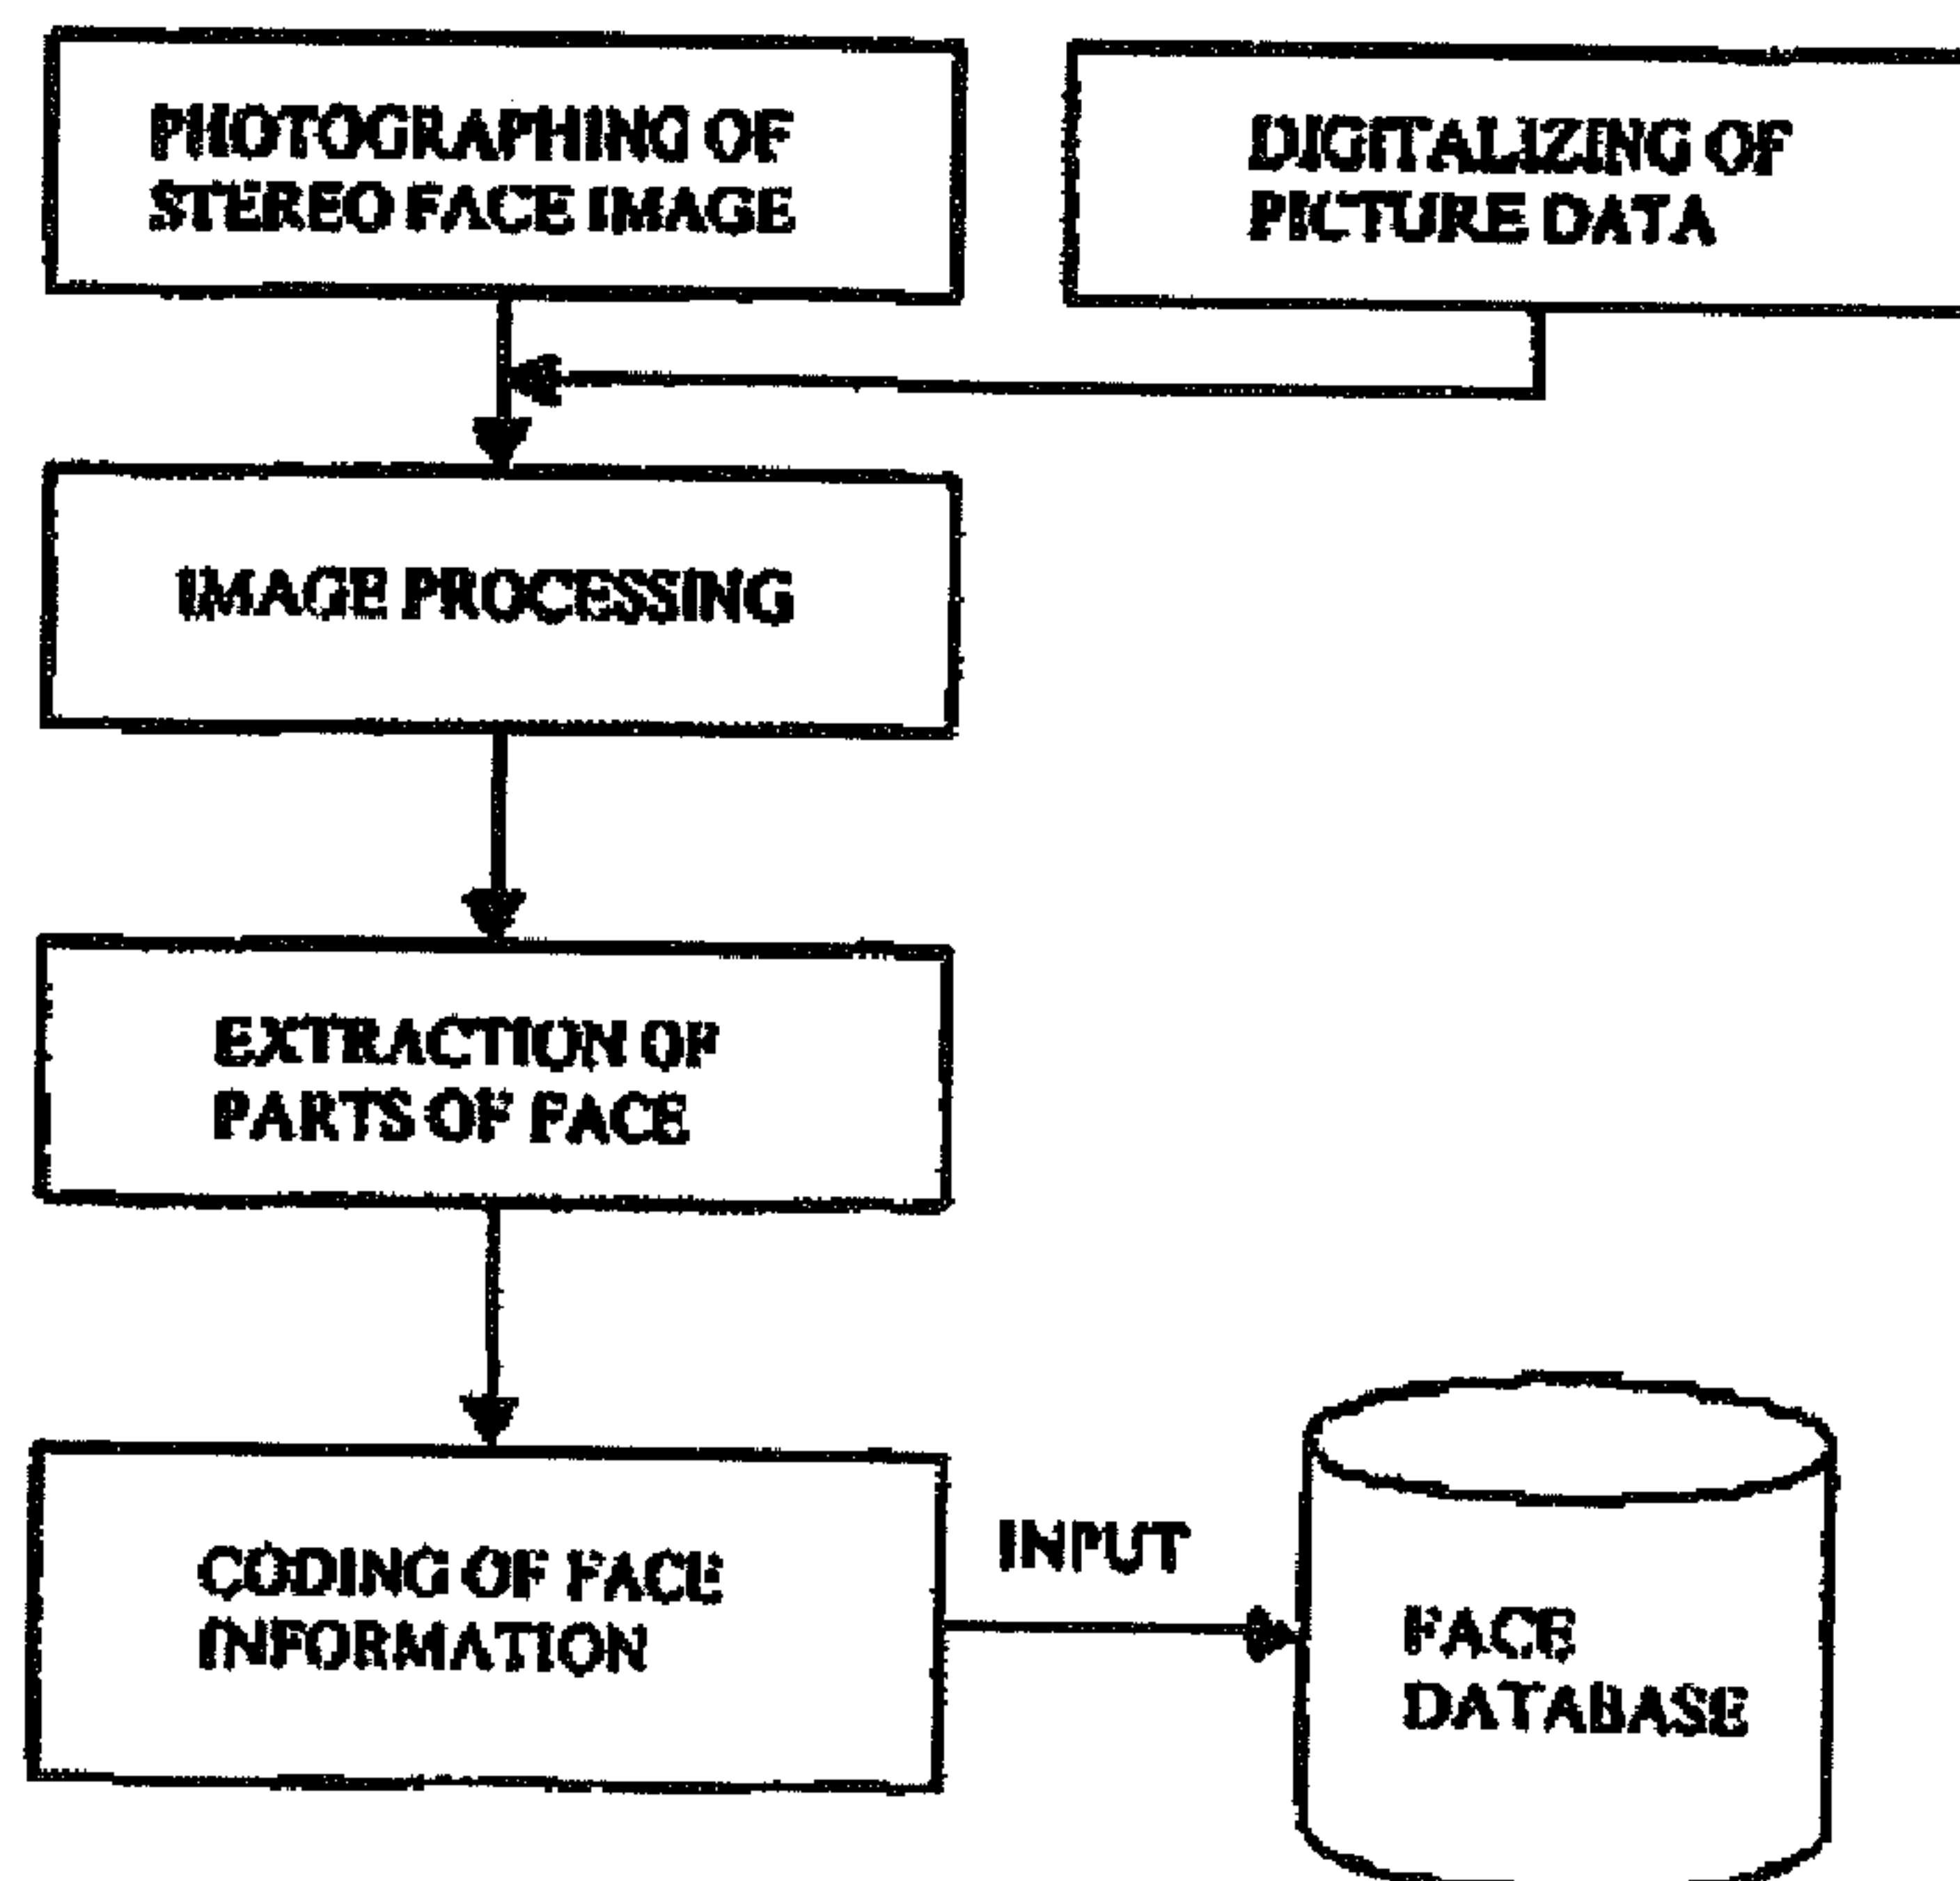 PHOTOGRAPHING OF
STEREO FACE IMAGE
DIGITALIZING OF
PICTURE DATA
IMAGE PROCESSING
EXTRACTION OF
PARTS OF FACE
CODING OF FACE
INFORMATION
INPUT
FACE
DATABASE